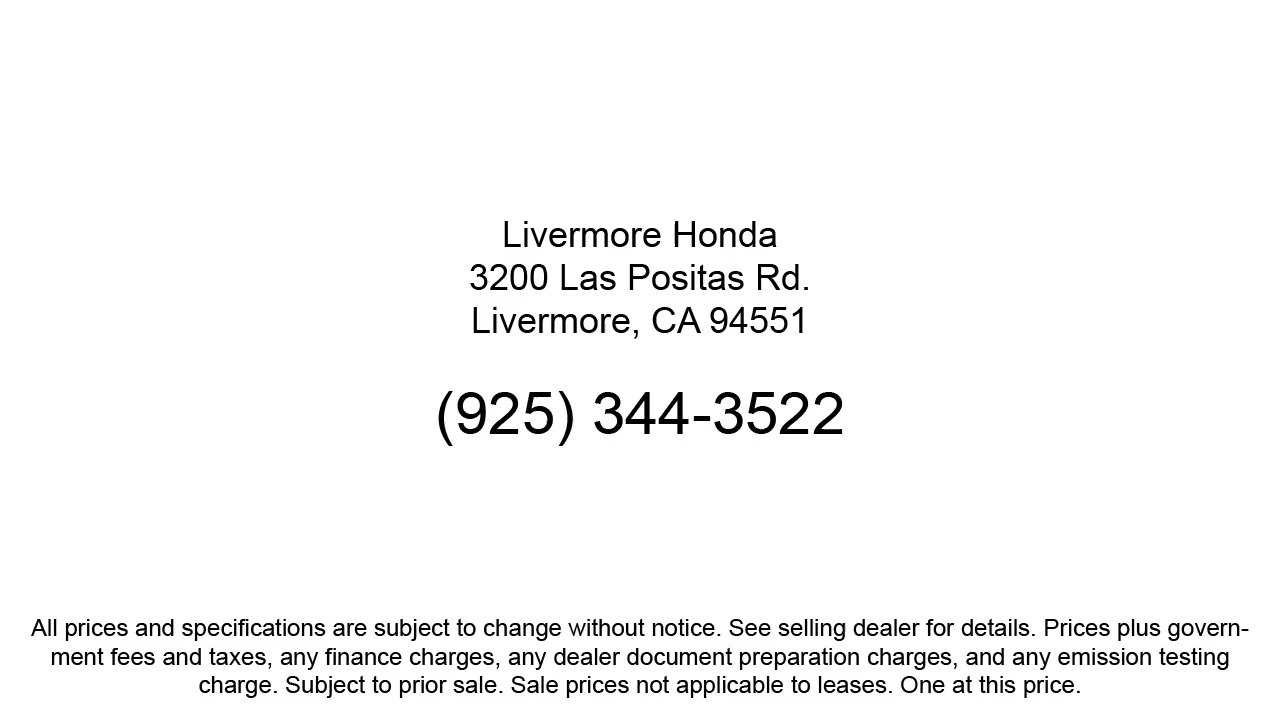 Livermore Honda
3200 Las Positas Rd.
Livermore, CA 94551
(925) 344-3522
All prices and specifications are subject to change without notice. See selling dealer for details. Prices plus govern-
ment fees and taxes, any finance charges, any dealer document preparation charges, and any emission testing
charge. Subject to prior sale. Sale prices not applicable to leases. One at this price.